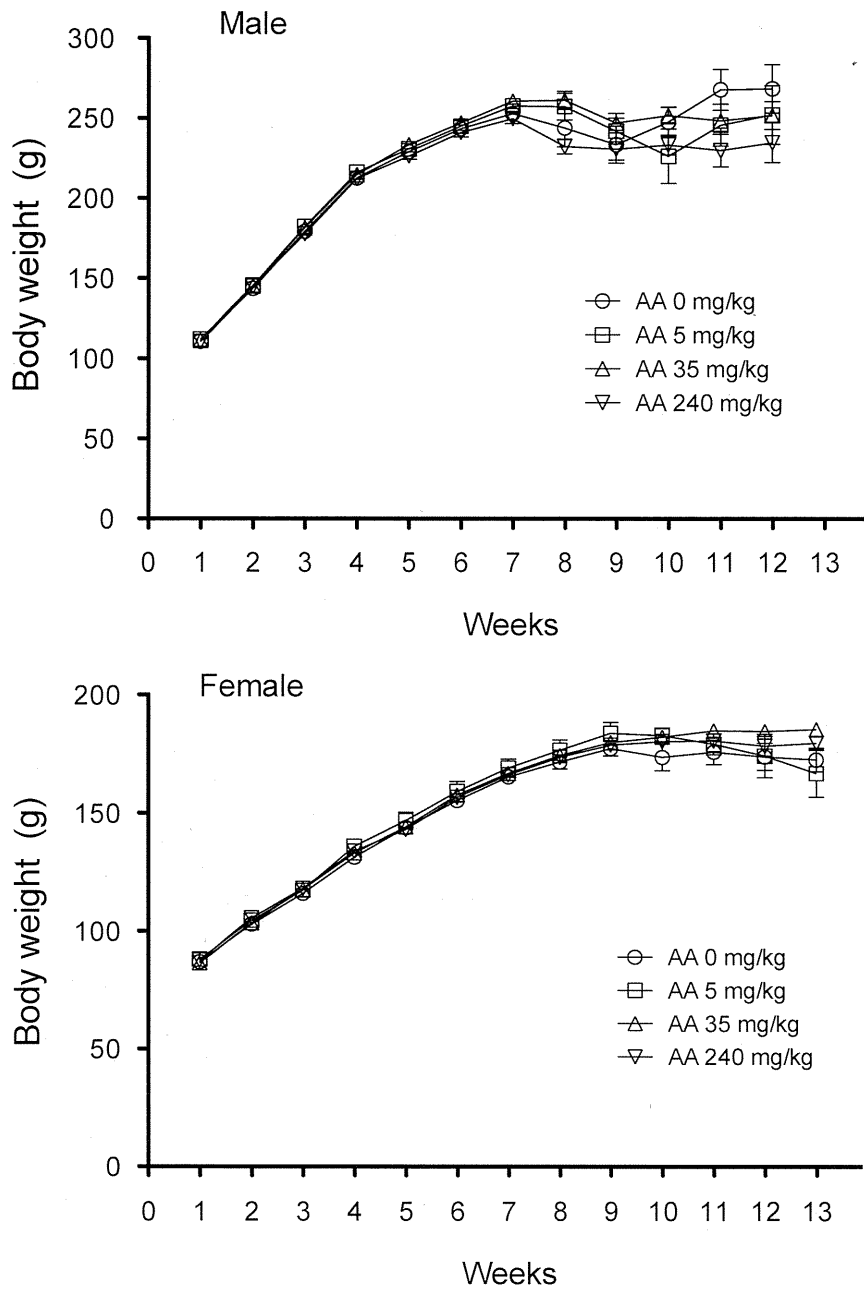 Male
300
250
200
150
100
50
0
Body weight (g)
AA 0 mg/kg
AA 5 mg/kg
AA 35 mg/kg
AA 240 mg/kg
0 1 2 3 4 5 6 7 8 9 10 11 12 13
Weeks
Female
200
150
100
50
0
Body weight (g)
AA 0 mg/kg
AA 5 mg/kg
AA 35 mg/kg
AA 240 mg/kg
0 1 2 3 4 5 6 7 8 9 10 11 12 13
Weeks